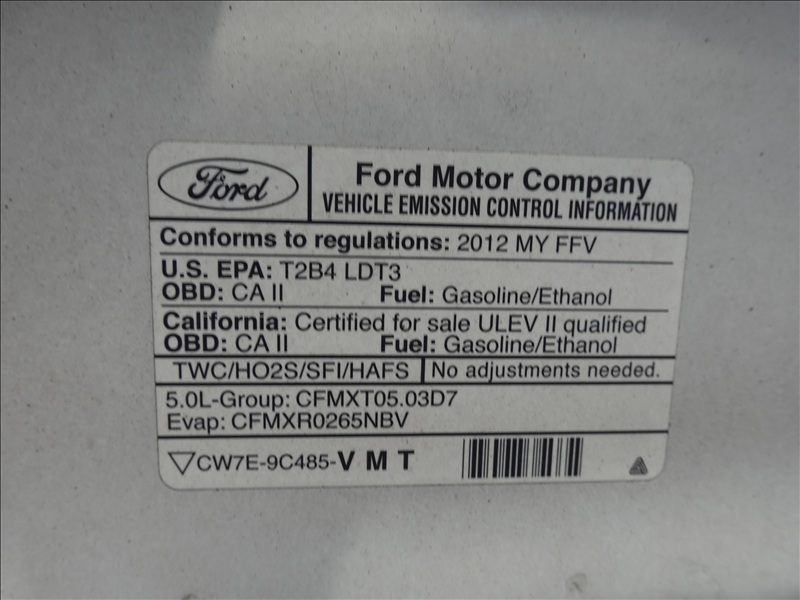 Ford
Ford Motor Company
VEHICLE EMISSION CONTROL INFORMATION
Conforms to regulations: 2012 MY FFV
U.S. EPA: T2B4 LDT3
OBD: CA II Fuel: Gasoline/Ethanol
California: Certified for sale ULEV II qualified
OBD: CA II Fuel: Gasoline/Ethanol
TWC/HO2S/SFI/HAFS No adjustments needed.
5.0L-Group: CFMXT05.03D7
Evap: CFMXR0265NBV
CW7E-9C485-V M T